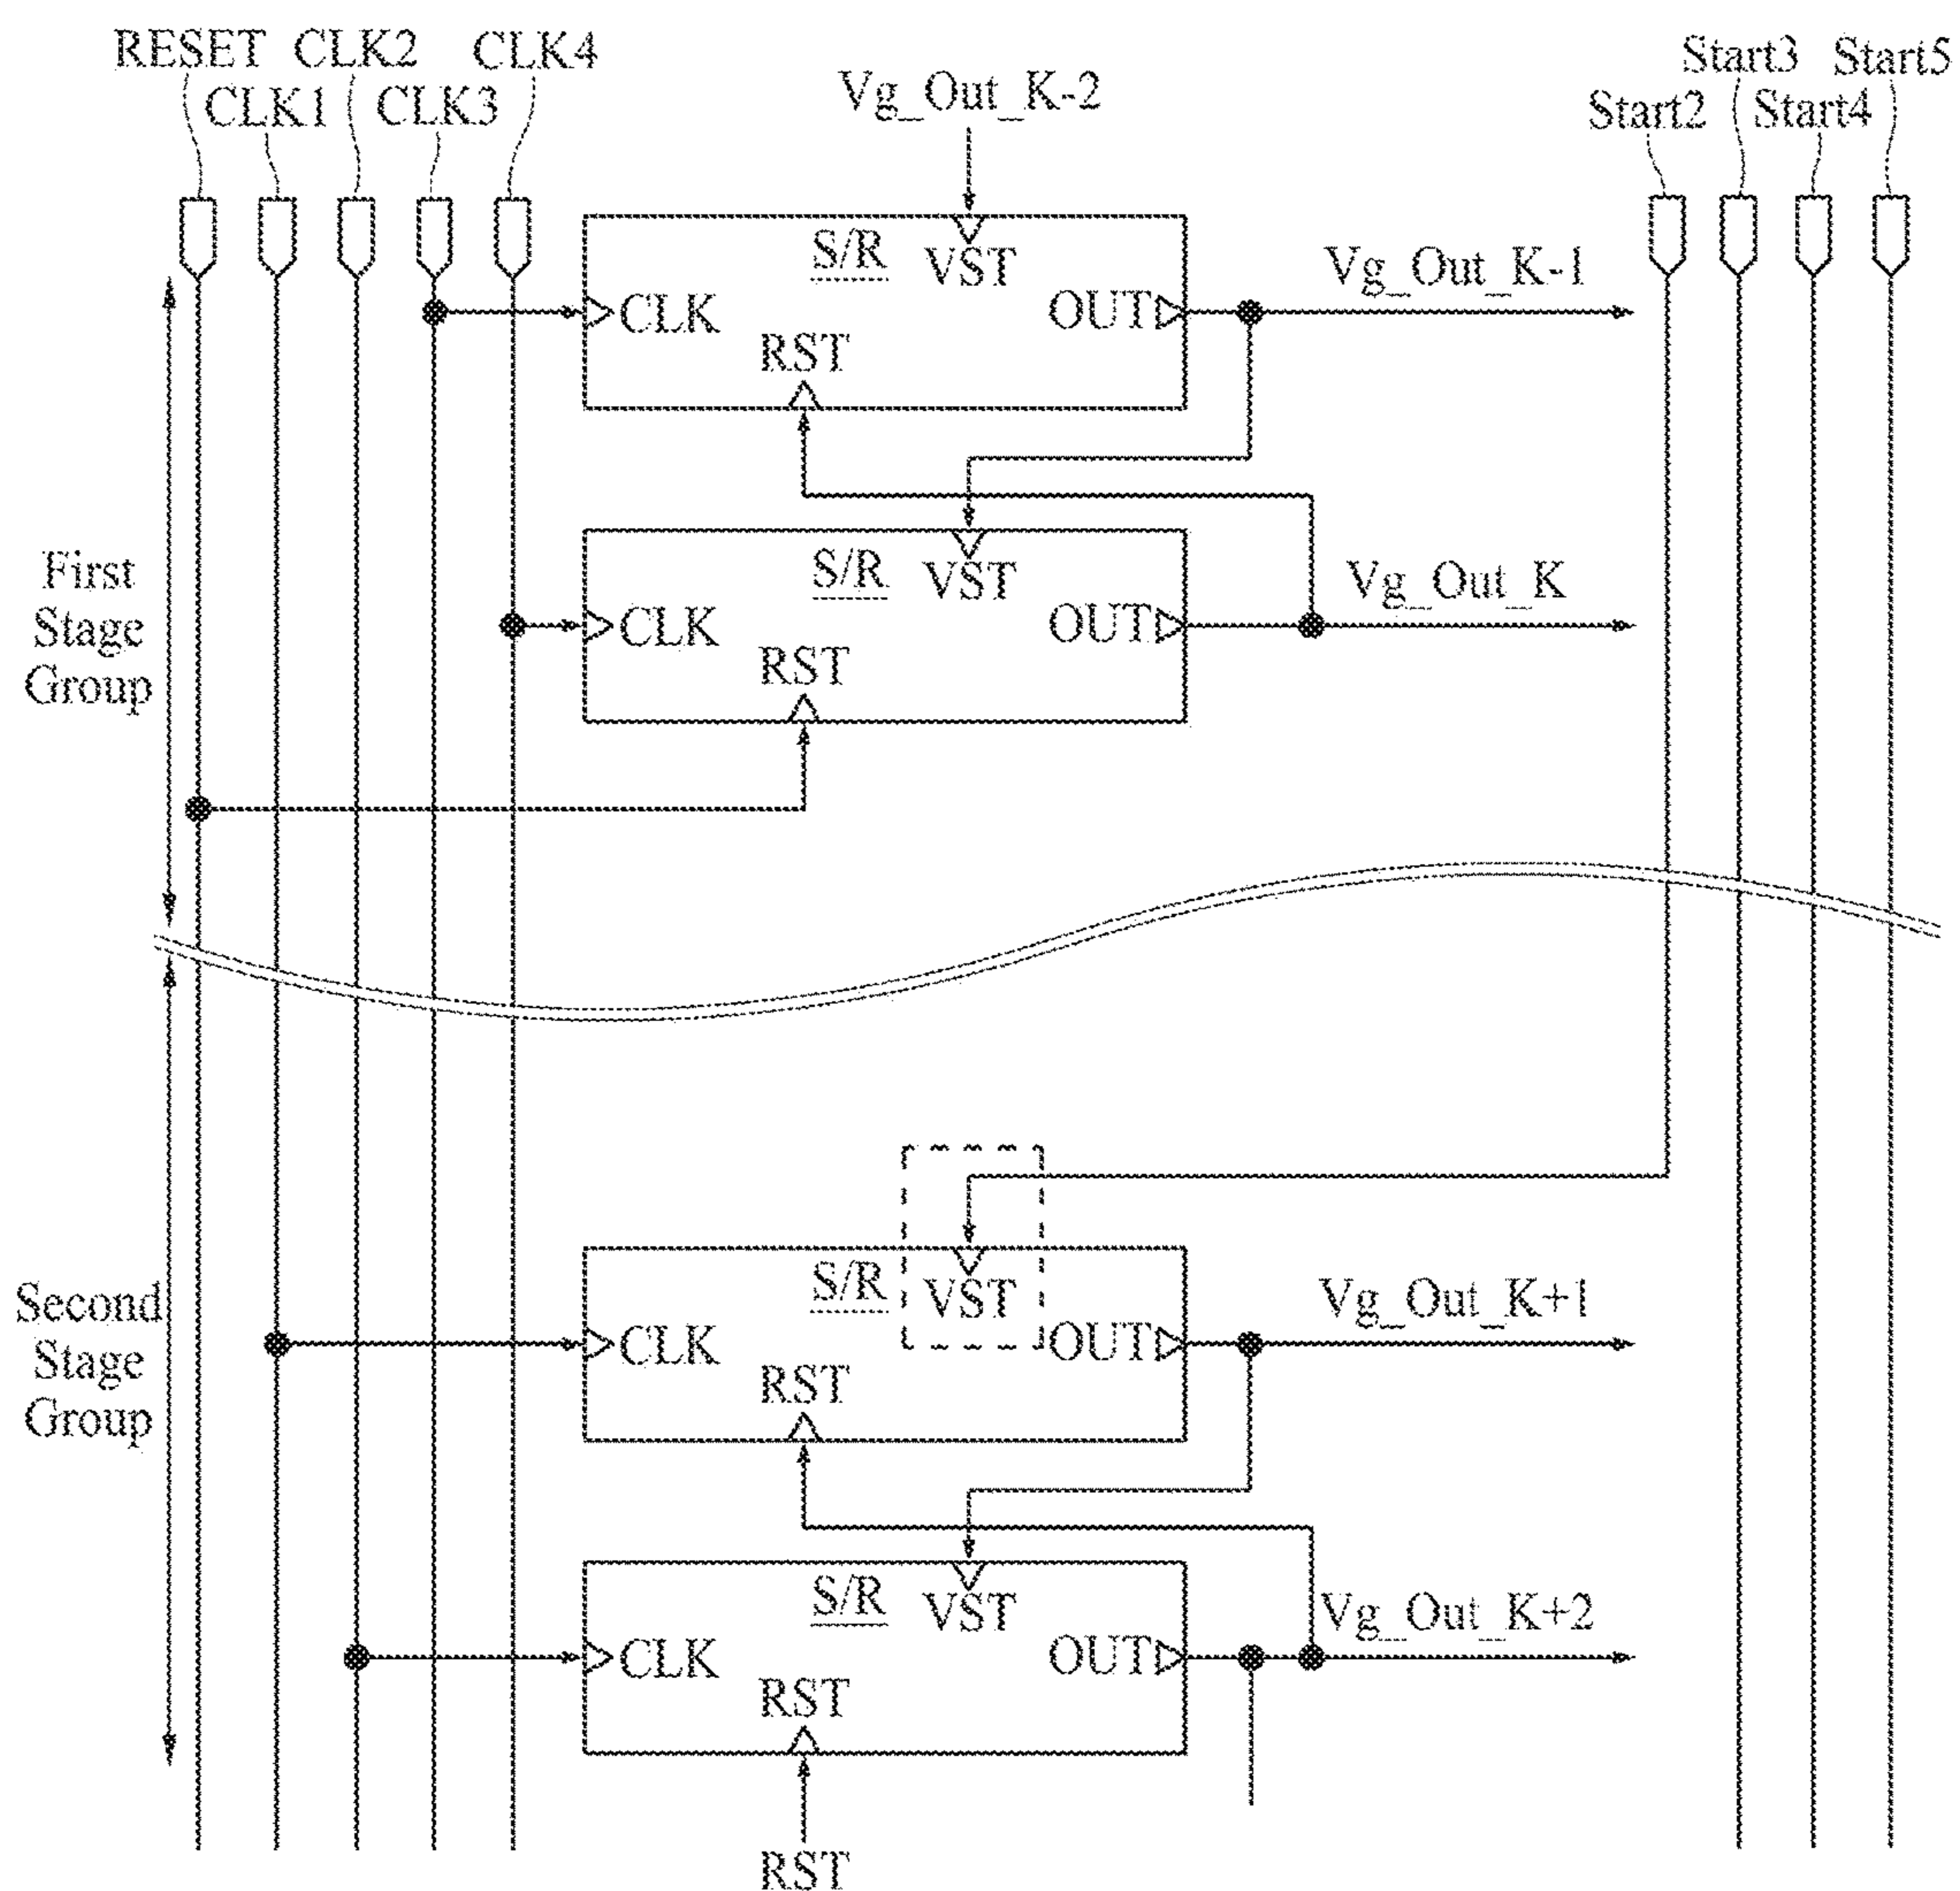 RESET CLK2 CLK4
CLK1 CLK3
Vg_Out_K-2
Start3 Start5
Start2 Start4
S/R VST
CLK OUT
RST
Vg_Out_K-1
First
Stage
Group
S/R VST
CLK OUT
RST
Vg_Out_K
Second
Stage
Group
S/R VST
CLK OUT
RST
Vg_Out_K+1
S/R VST
CLK OUT
RST
Vg_Out_K+2
RST